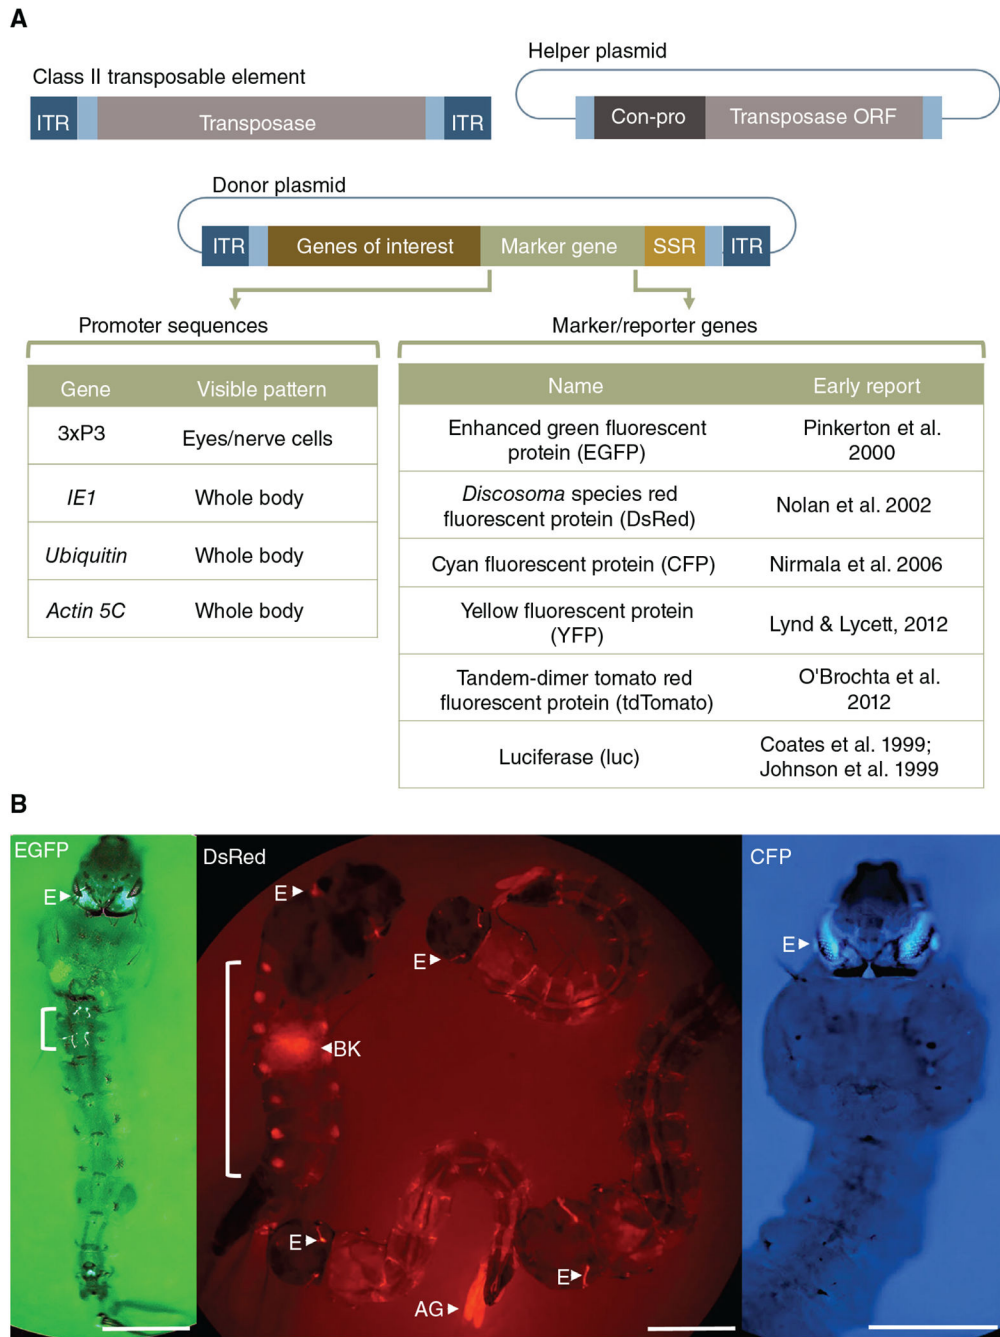 A
Class II transposable element
ITR Transposase ITR
Helper plasmid
Con-pro Transposase ORF
Donor plasmid
ITR Genes of interest Marker gene SSR ITR
Promoter sequences
Gene Visible pattern
3xP3 Eyes/nerve cells
IE1 Whole body
Ubiquitin Whole body
Actin 5C Whole body
Marker/reporter genes
Name Early report
Enhanced green fluorescent
protein (EGFP)
Pinkerton et al.
2000
Discosoma species red
fluorescent protein (DsRed)
Nolan et al. 2002
Cyan fluorescent protein (CFP) Nirmala et al. 2006
Yellow fluorescent protein
(YFP)
Lynd & Lycett, 2012
Tandem-dimer tomato red
fluorescent protein (tdTomato)
O'Brochta et al.
2012
Luciferase (luc)
Coates et al. 1999;
Johnson et al. 1999
B
EGFP
E
DsRed
E
E
BK
E
E
AG
CFP
E